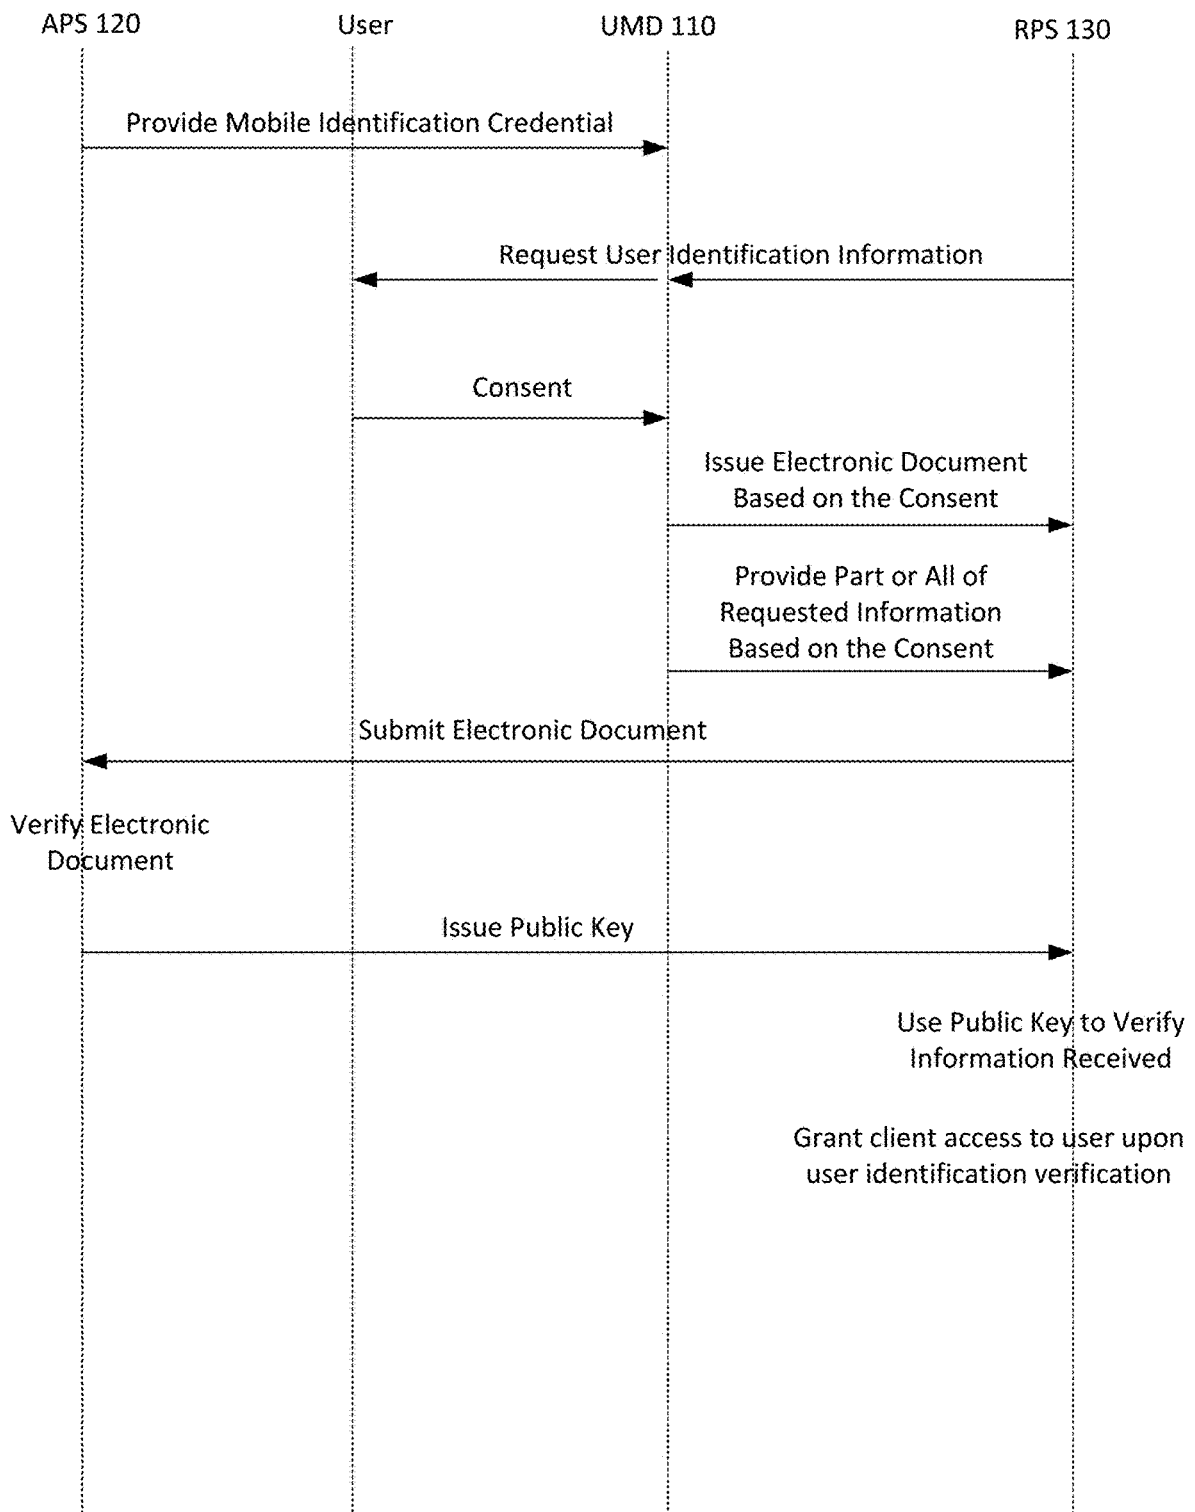 APS 120
User
UMD 110
RPS 130
Provide Mobile Identification Credential
Request User Identification Information
Consent
Issue Electronic Document
Based on the Consent
Provide Part or All of
Requested Information
Based on the Consent
Submit Electronic Document
Verify Electronic
Document
Issue Public Key
Use Public Key to Verify
Information Received
Grant client access to user upon
user identification verification